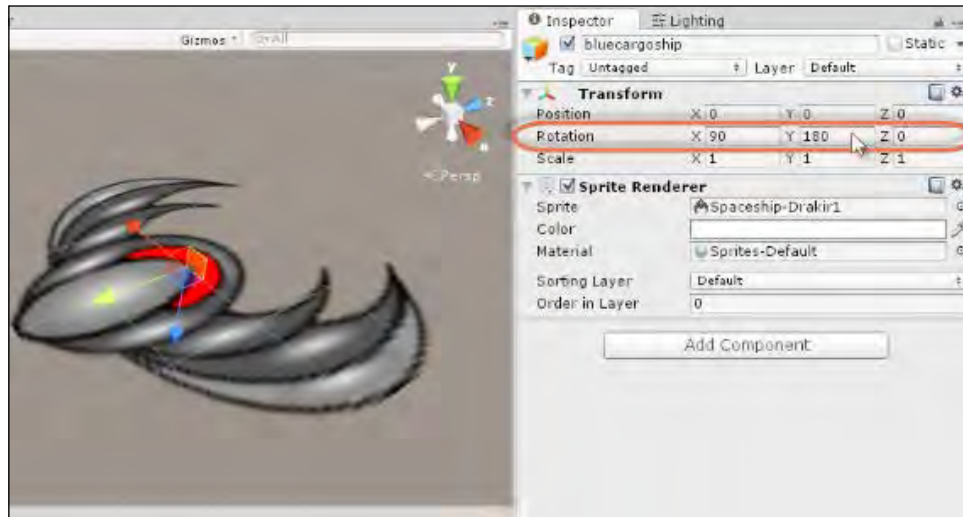 Inspector Lighting
Gizmos All
bluecargoship Static
Tag Untagged Layer Default
Transform
Position X 0 Y 0 Z 0
Rotation X 90 Y 180 Z 0
Scale X 1 Y 1 Z 1
Sprite Renderer
Sprite Spaceship-Drakir1
Color
Material Sprites-Default
Sorting Layer Default
Order in Layer 0
Add Component
y
z
x
Persp